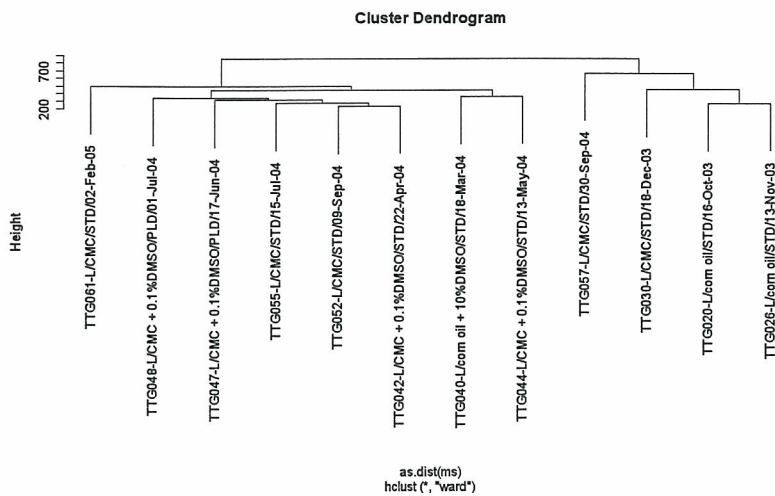 Cluster Dendrogram
Height
700
200
TTG061-L/CMC/STD/02-Feb-05
TTG048-L/CMC + 0.1%DMSO/PLD/01-Jul-04
TTG047-L/CMC + 0.1%DMSO/PLD/17-Jun-04
TTG055-L/CMC/STD/15-Jul-04
TTG052-L/CMC/STD/09-Sep-04
TTG042-L/CMC + 0.1%DMSO/STD/22-Apr-04
TTG040-L/corn oil + 10%DMSO/STD/18-Mar-04
TTG044-L/CMC + 0.1%DMSO/STD/13-May-04
TTG057-L/CMC/STD/30-Sep-04
TTG030-L/CMC/STD/18-Dec-03
TTG020-L/corn oil/STD/16-Oct-03
TTG026-L/corn oil/STD/13-Nov-03
as.dist(ms)
hclust (*, "ward")